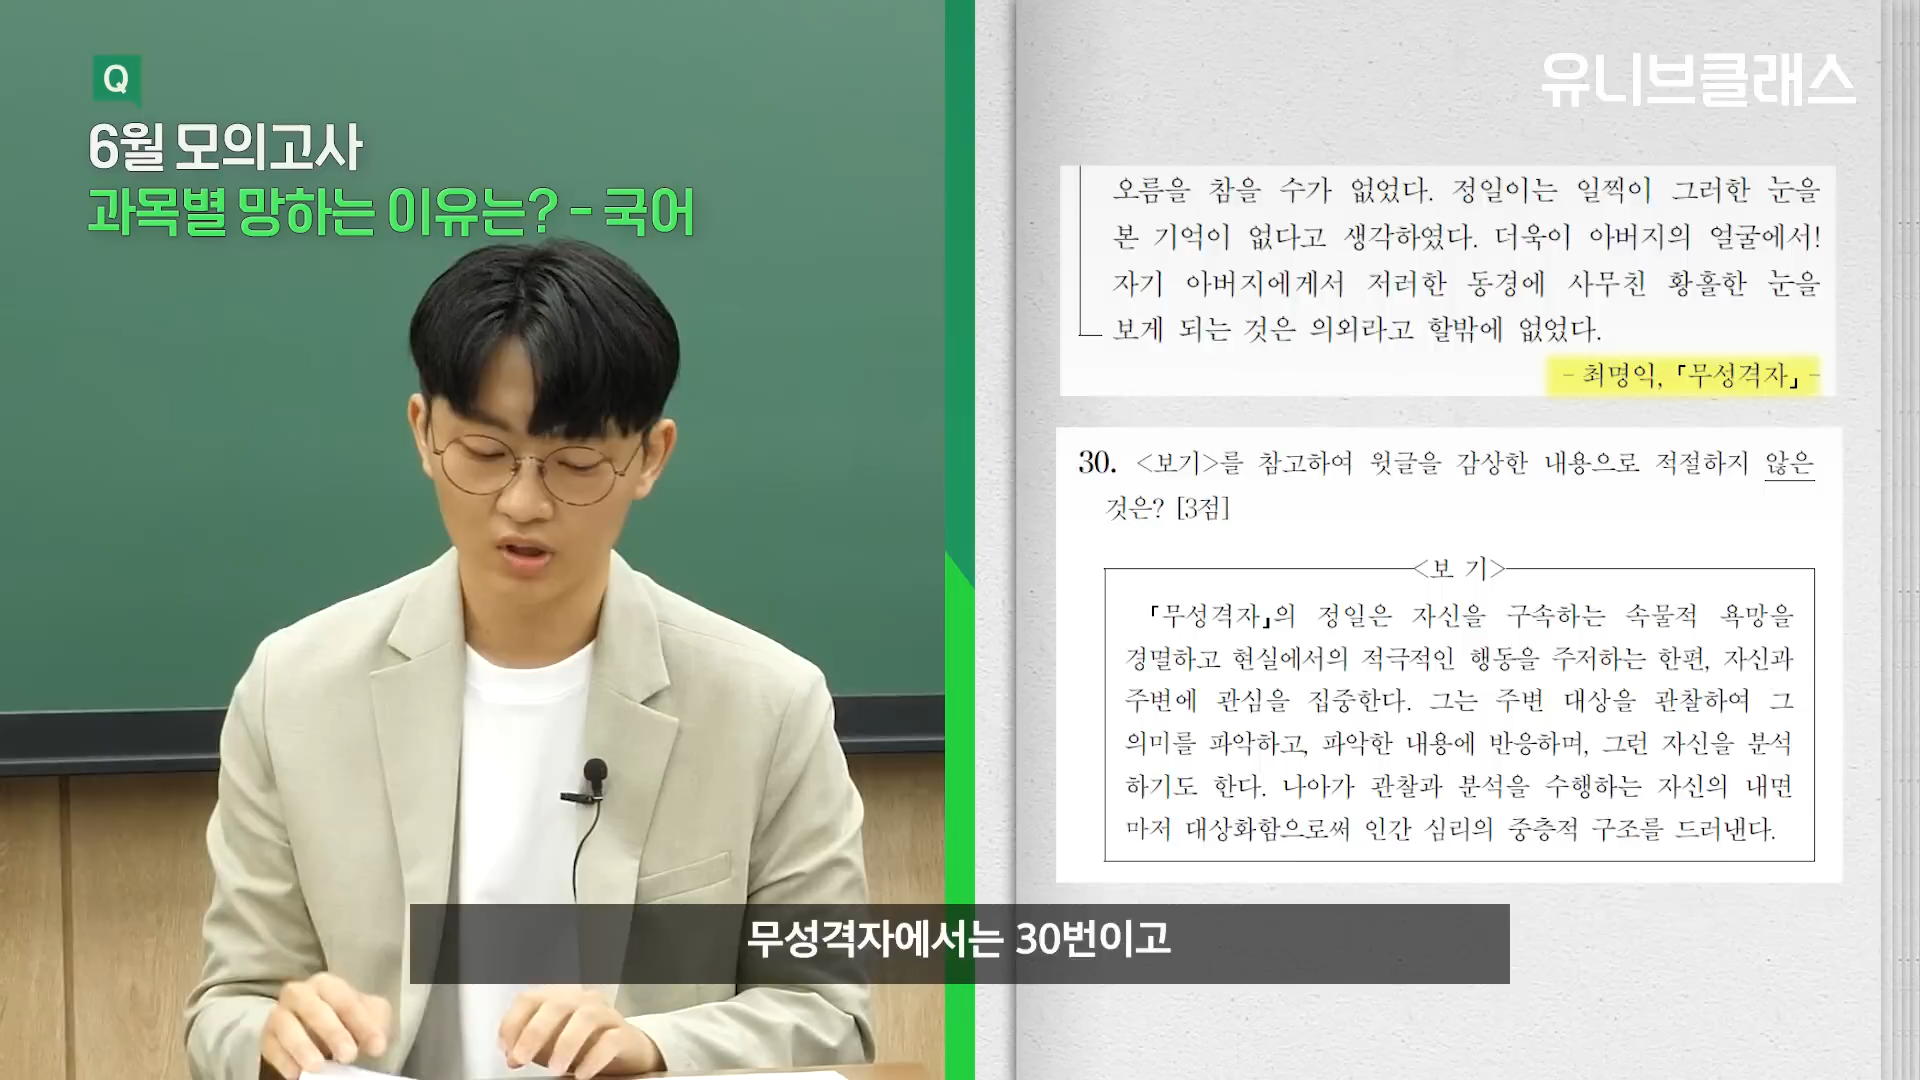 Q
6월 모의고사
과목별 망하는 이유는? - 국어
유니브클래스
오름을 참을 수가 없었다. 정일이는 일찍이 그러한 눈을
본 기억이 없다고 생각하였다. 더욱이 아버지의 얼굴에서!
자기 아버지에게서 저러한 동경에 사무친 황홀한 눈을
보게 되는 것은 의외라고 할밖에 없었다.
- 최명익, 「무성격자」 -
30. <보기>를 참고하여 윗글을 감상한 내용으로 적절하지 않은
것은? [3점]
<보 기>
「무성격자」의 정일은 자신을 구속하는 속물적 욕망을
경멸하고 현실에서의 적극적인 행동을 주저하는 한편, 자신과
주변에 관심을 집중한다. 그는 주변 대상을 관찰하여 그
의미를 파악하고, 파악한 내용에 반응하며, 그런 자신을 분석
하기도 한다. 나아가 관찰과 분석을 수행하는 자신의 내면
마저 대상화함으로써 인간 심리의 중층적 구조를 드러낸다.
무성격자에서는 30번이고